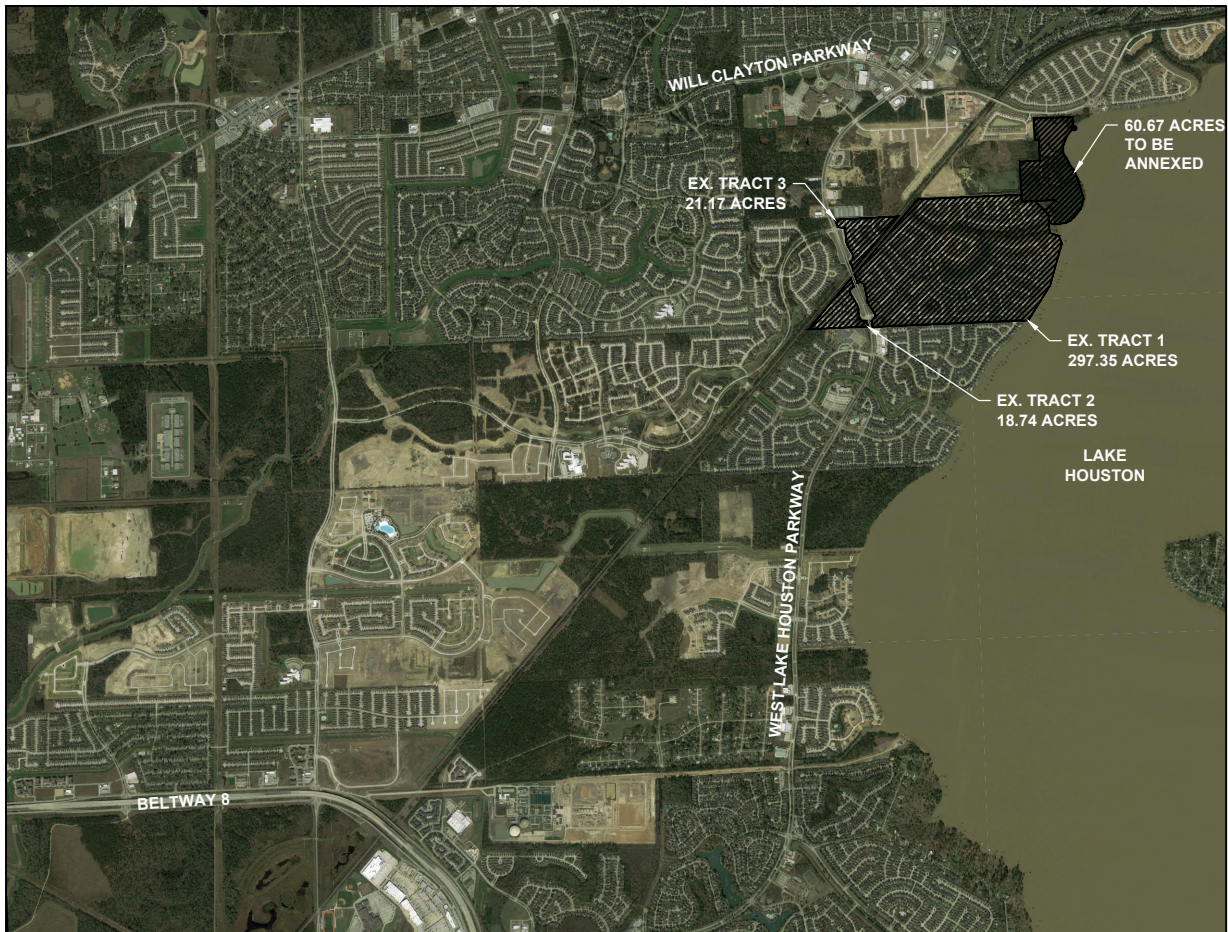 WILL CLAYTON PARKWAY
60.67 ACRES
TO BE
ANNEXED
EX. TRACT 3
21.17 ACRES
EX. TRACT 1
297.35 ACRES
EX. TRACT 2
18.74 ACRES
LAKE
HOUSTON
WEST LAKE HOUSTON PARKWAY
BELTWAY 8